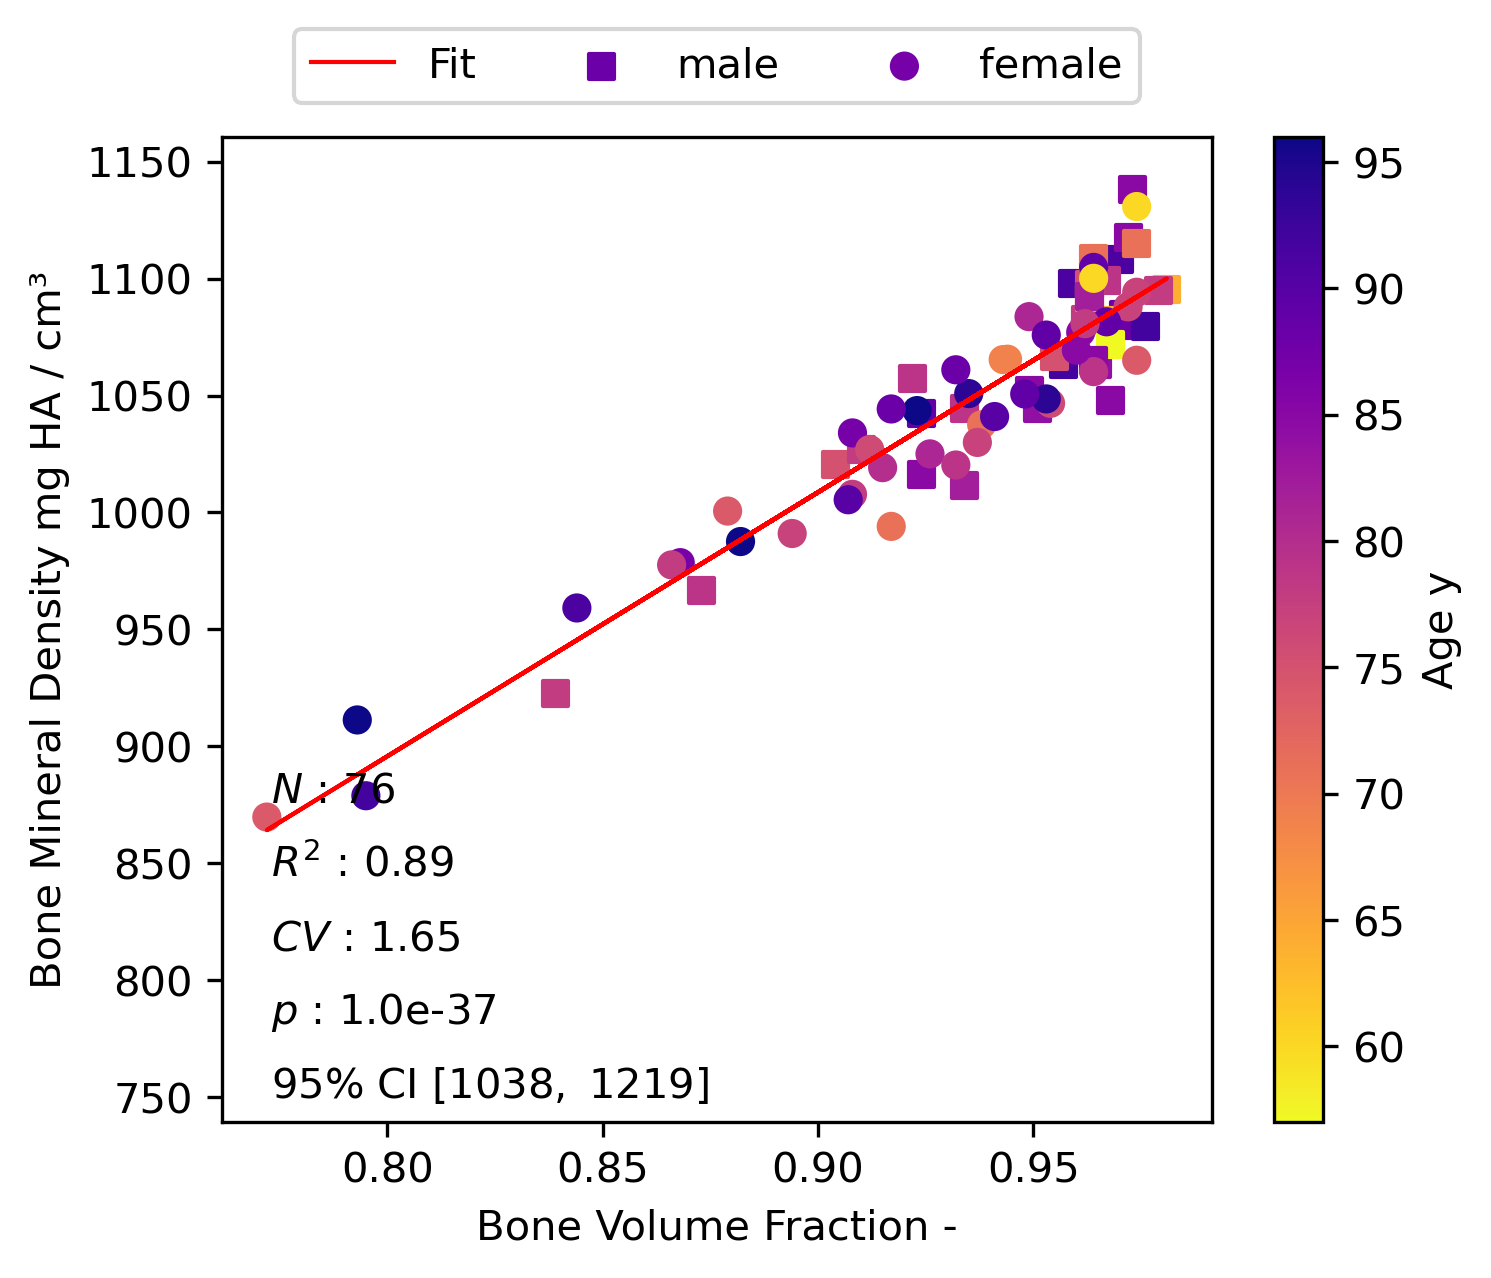 Fit male female
1150
1100
1050
1000
950
900
850
800
750
Bone Mineral Density mg HA / cm³
N : 76
R² : 0.89
CV : 1.65
p : 1.0e-37
95% CI [1038, 1219]
0.80 0.85 0.90 0.95
Bone Volume Fraction -
95
90
85
80
75
70
65
60
Age y